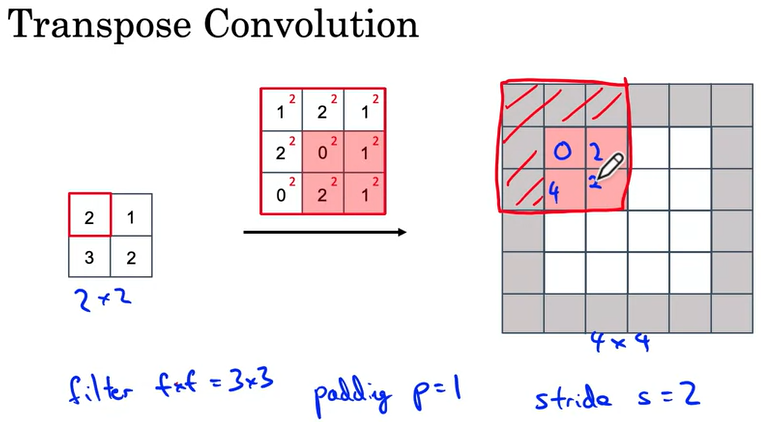 Transpose Convolution
1 2 2 2 1 2
2 2 0 2 1 2
0 2 2 2 1 2
0 2
4 2
2 1
3 2
2 × 2
4 × 4
filter f×f = 3×3 paddig p = 1 stride s = 2